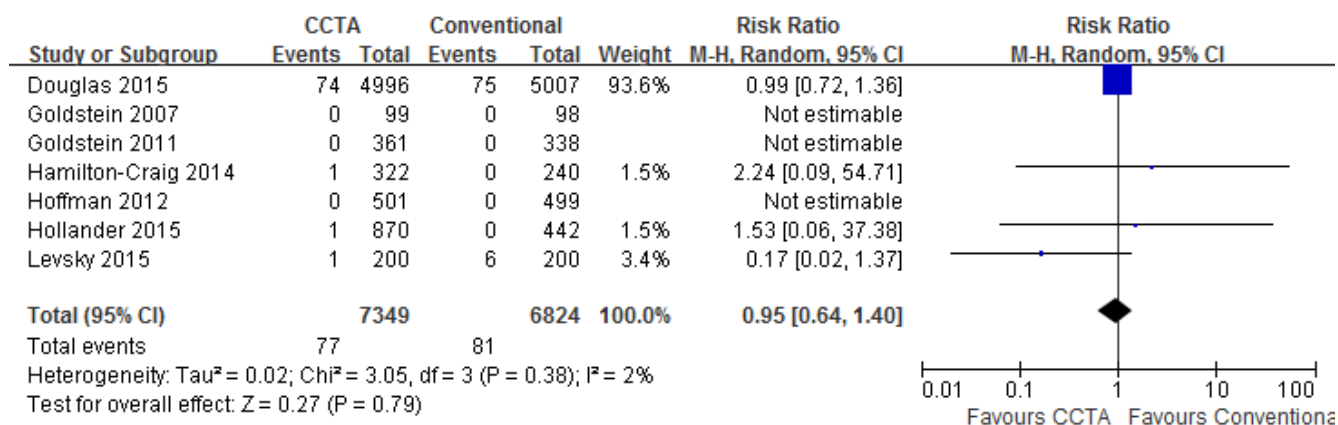 CCTA Conventional Risk Ratio Risk Ratio
Study or Subgroup Events Total Events Total Weight M-H, Random, 95% CI M-H, Random, 95% CI
Douglas 2015 74 4996 75 5007 93.6% 0.99 [0.72, 1.36]
Goldstein 2007 0 99 0 98 Not estimable
Goldstein 2011 0 361 0 338 Not estimable
Hamilton-Craig 2014 1 322 0 240 1.5% 2.24 [0.09, 54.71]
Hoffman 2012 0 501 0 499 Not estimable
Hollander 2015 1 870 0 442 1.5% 1.53 [0.06, 37.38]
Levsky 2015 1 200 6 200 3.4% 0.17 [0.02, 1.37]
Total (95% CI) 7349 6824 100.0% 0.95 [0.64, 1.40]
Total events 77 81
Heterogeneity: Tau² = 0.02; Chi² = 3.05, df = 3 (P = 0.38); I² = 2%
Test for overall effect: Z = 0.27 (P = 0.79)
0.01 0.1 1 10 100
Favours CCTA Favours Conventiona